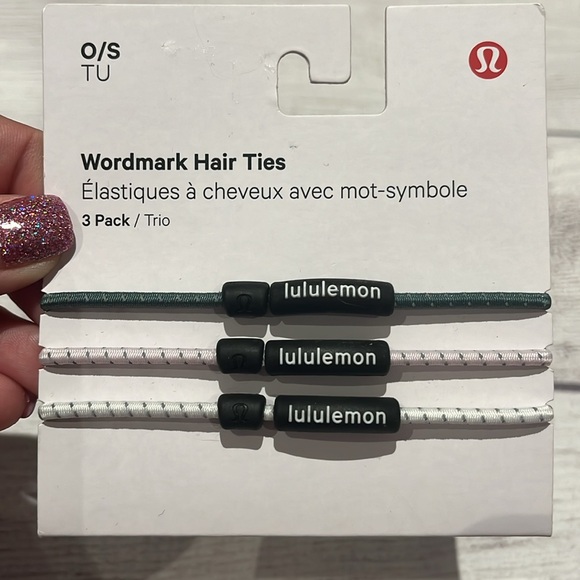 O/S
TU
Wordmark Hair Ties
Élastiques à cheveux avec mot-symbole
3 Pack / Trio
lululemon
lululemon
lululemon